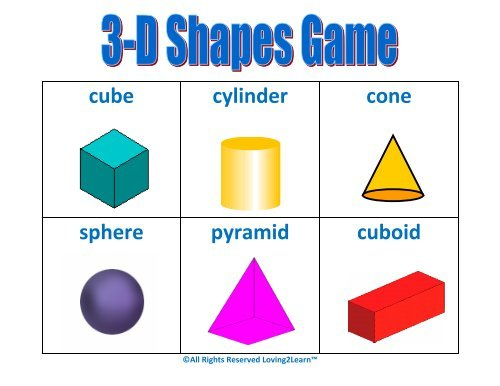 3-D Shapes Game
cube cylinder cone
sphere pyramid cuboid
©All Rights Reserved Loving2Learn™